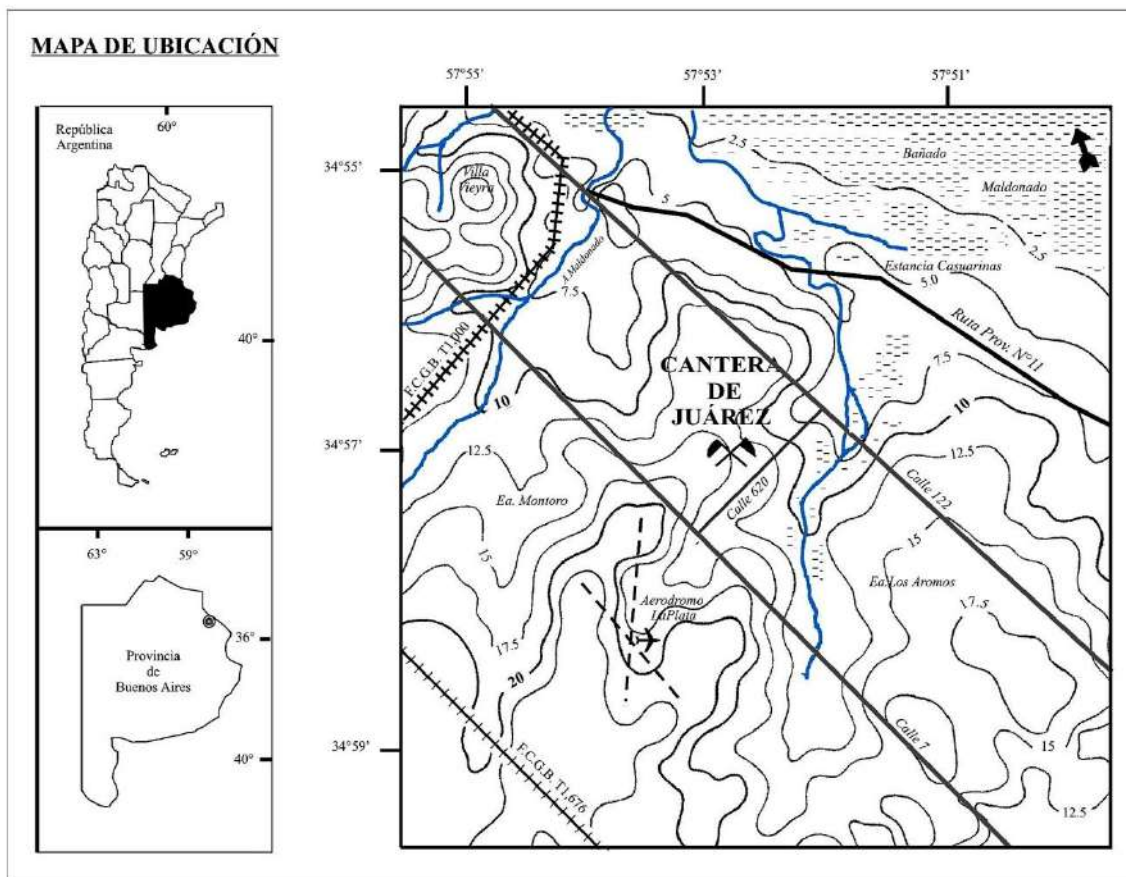 MAPA DE UBICACIÓN
República
Argentina
60°
40°
63°
59°
36°
40°
Provincia
de
Buenos Aires
57°55’
57°53’
57°51’
34°55’
34°57’
34°59’
2,5
Bañado
Maldonado
Villa
Vieyra
5
A. Maldonado
Estancia Casuarinas
2,5
5.0
7.5
Ruta Prov. N°11
F.C.G.B. T1,000
CANTERA
DE
JUÁREZ
7.5
10
10
12.5
12.5
Ea. Montoro
Calle 620
Calle 122
15
15
Ea.Los Aromos
Aerodromo
LaPlata
17.5
17.5
20
Calle 7
F.C.G.B. T1,676
15
12.5